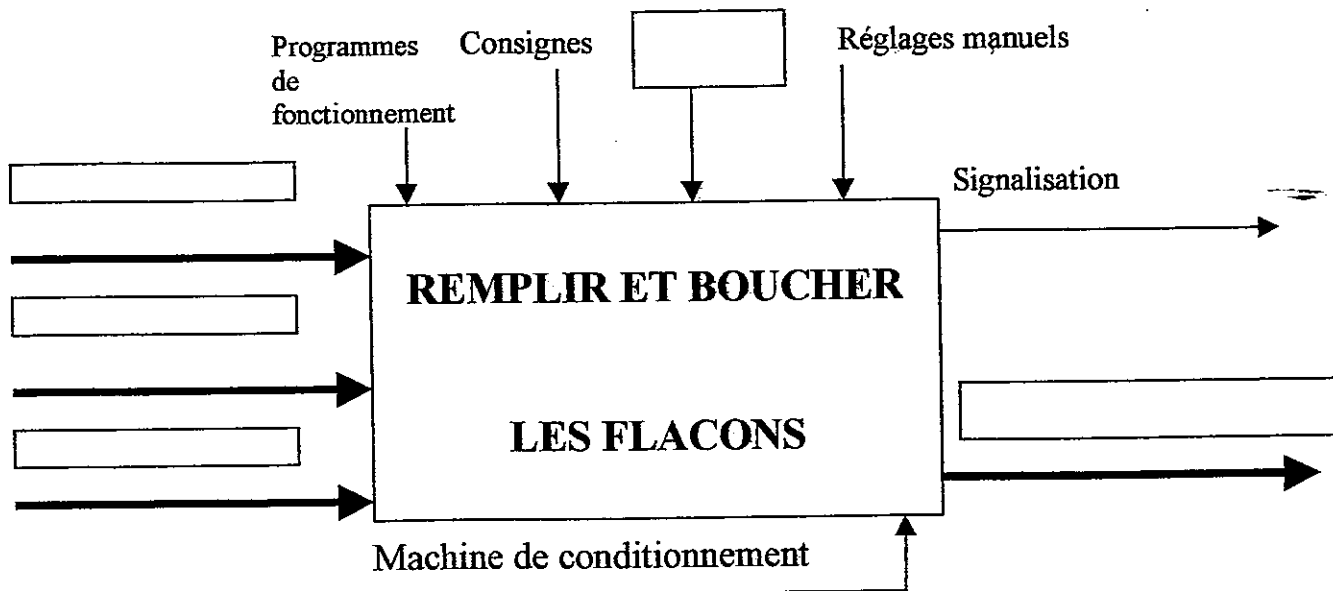 Programmes
de
fonctionnement
Consignes
Réglages manuels
Signalisation
REMPLIR ET BOUCHER
LES FLACONS
Machine de conditionnement